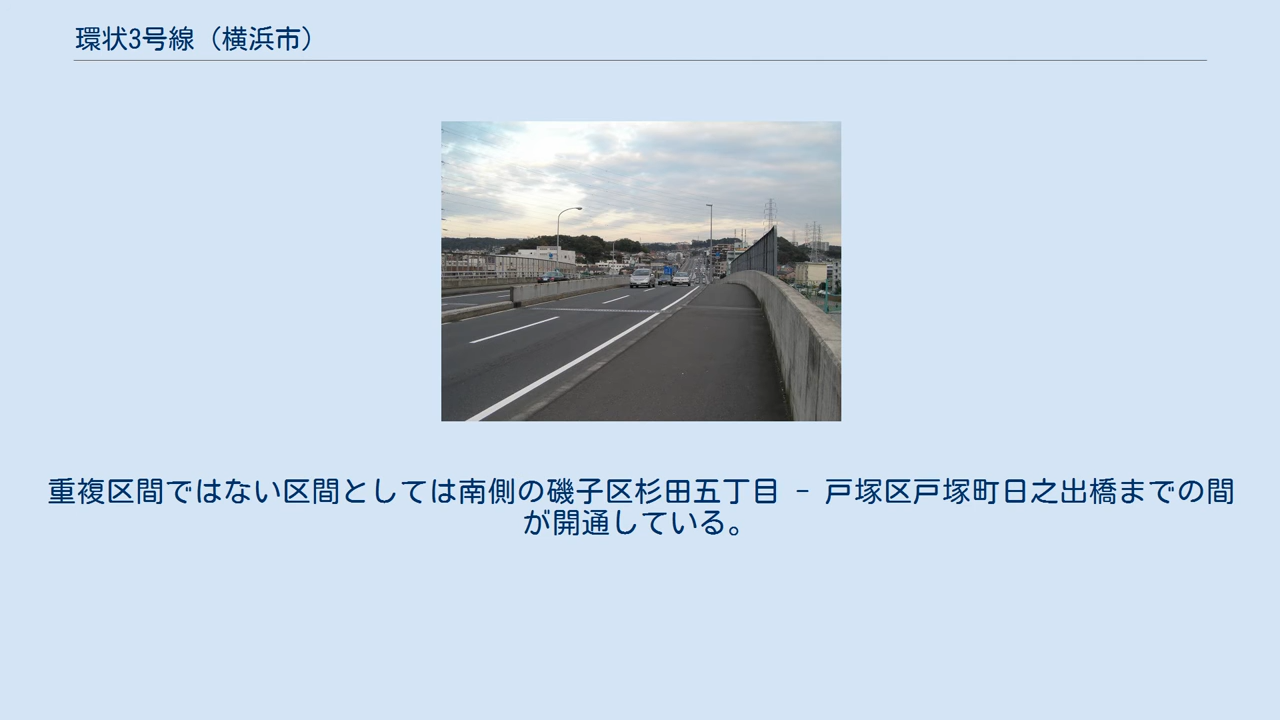 環状3号線（横浜市）
重複区間ではない区間としては南側の磯子区杉田五丁目 - 戸塚区戸塚町日之出橋までの間
が開通している。